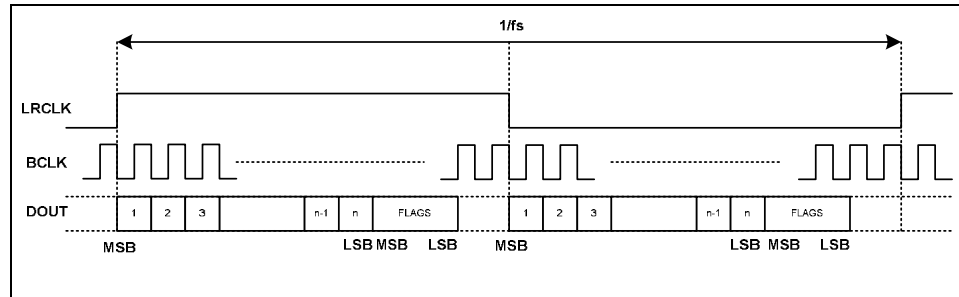 1/fs
LRCLK
BCLK
DOUT
1 2 3 n-1 n FLAGS 1 2 3 n-1 n FLAGS
MSB LSB MSB LSB MSB LSB MSB LSB